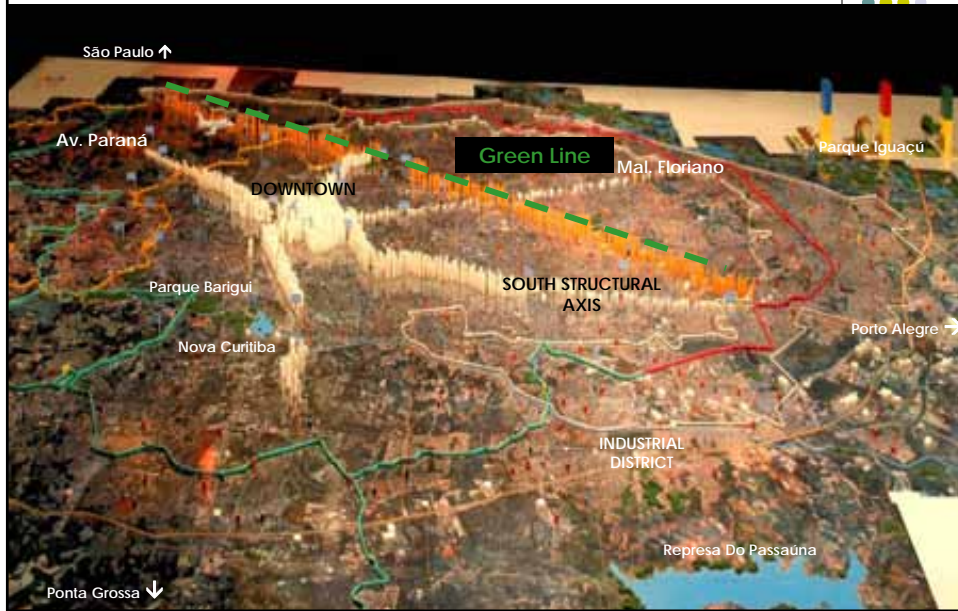 São Paulo ↑
Av. Paraná
Green Line
Mal. Floriano
Parque Iguaçú
DOWNTOWN
Parque Barigui
SOUTH STRUCTURAL
AXIS
Porto Alegre →
Nova Curitiba
INDUSTRIAL
DISTRICT
Represa Do Passaúna
Ponta Grossa ↓